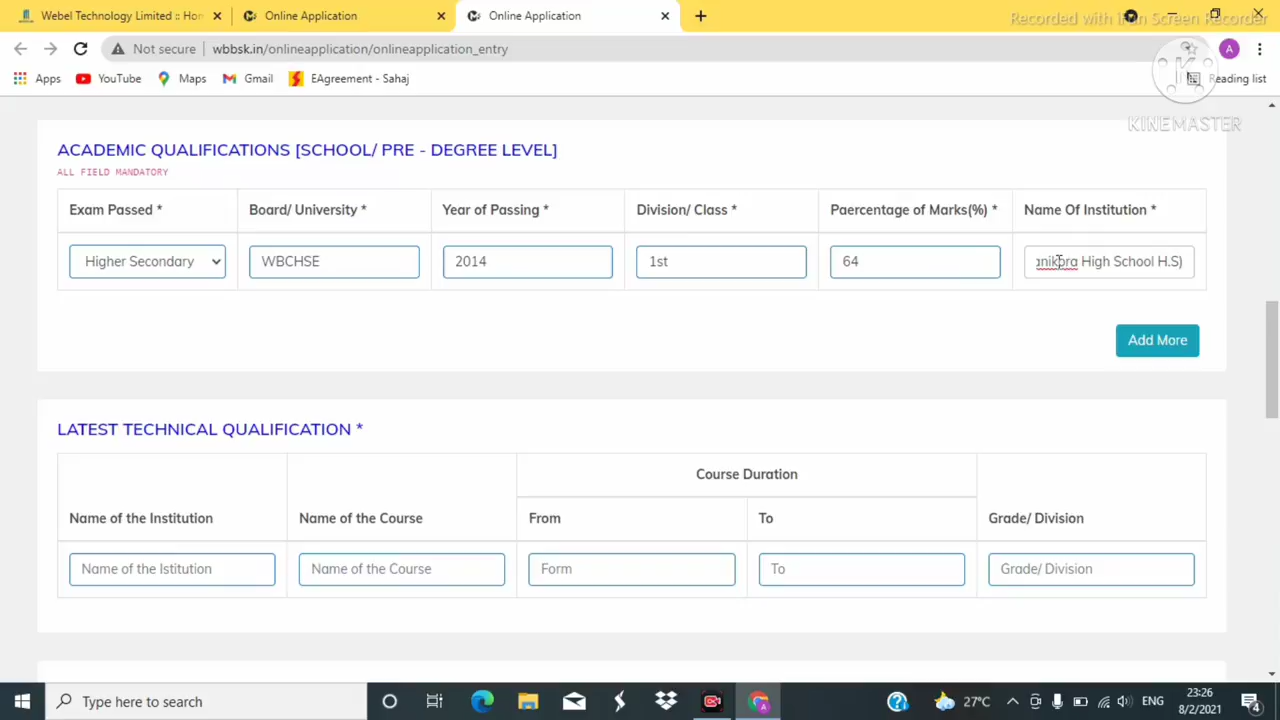 Webel Technology Limited :: Hom
Online Application
Online Application
Recorded with iFun Screen Recorder
Not secure
wbbsk.in/onlineapplication/onlineapplication_entry
A
Apps
YouTube
Maps
Gmail
EAgreement - Sahaj
Reading list
K
KINEMASTER
ACADEMIC QUALIFICATIONS [SCHOOL/ PRE - DEGREE LEVEL]
ALL FIELD MANDATORY
Exam Passed * Board/ University * Year of Passing * Division/ Class * Paercentage of Marks(%) * Name Of Institution *
Higher Secondary WBCHSE 2014 1st 64 anikora High School H.S)
Add More
LATEST TECHNICAL QUALIFICATION *
Course Duration
Name of the Institution Name of the Course From To Grade/ Division
Name of the Istitution Name of the Course Form To Grade/ Division
Type here to search
A
27°C
ENG
23:26
8/2/2021
4